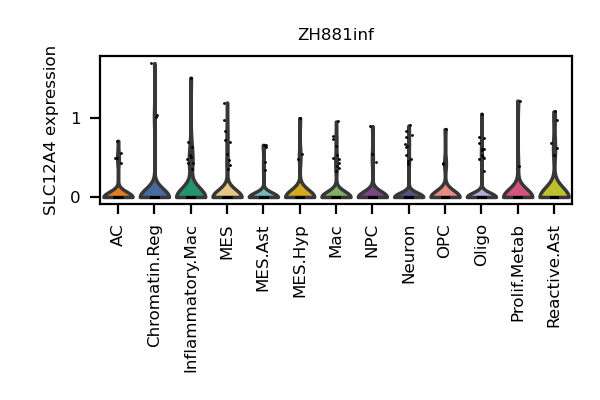 ZH881inf
SLC12A4 expression
1
0
AC
Chromatin.Reg
Inflammatory.Mac
MES
MES.Ast
MES.Hyp
Mac
NPC
Neuron
OPC
Oligo
Prolif.Metab
Reactive.Ast